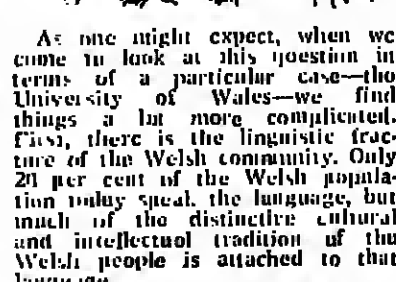 As one might expect, when we
come to look at this question in
terms of a particular case—the
University of Wales—we find
things a lot more complicated.
First, there is the linguistic frac-
ture of the Welsh community. Only
20 per cent of the Welsh popula-
tion today speak the language, but
much of the distinctive cultural
and intellectual tradition of the
Welsh people is attached to that